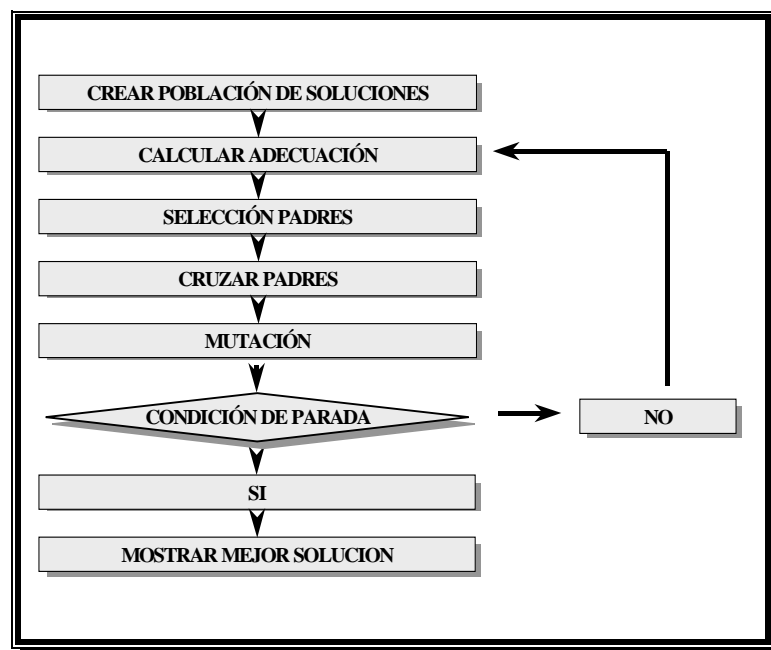 CREAR POBLACIÓN DE SOLUCIONES
CALCULAR ADECUACIÓN
SELECCIÓN PADRES
CRUZAR PADRES
MUTACIÓN
CONDICIÓN DE PARADA
NO
SI
MOSTRAR MEJOR SOLUCION